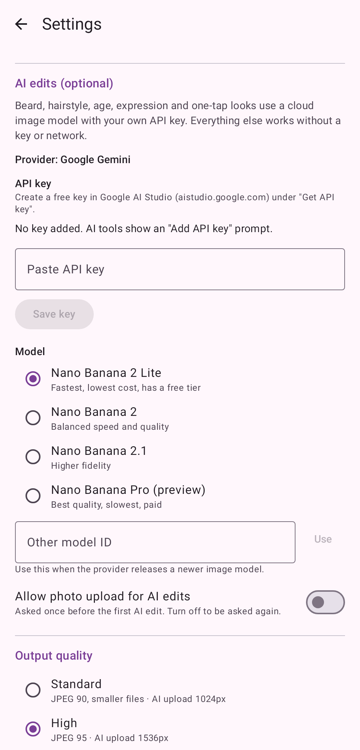 Settings
AI edits (optional)
Beard, hairstyle, age, expression and one-tap looks use a cloud
image model with your own API key. Everything else works without a
key or network.
Provider: Google Gemini
API key
Create a free key in Google AI Studio (aistudio.google.com) under "Get API
key".
No key added. AI tools show an "Add API key" prompt.
Paste API key
Save key
Model
Nano Banana 2 Lite
Fastest, lowest cost, has a free tier
Nano Banana 2
Balanced speed and quality
Nano Banana 2.1
Higher fidelity
Nano Banana Pro (preview)
Best quality, slowest, paid
Other model ID
Use
Use this when the provider releases a newer image model.
Allow photo upload for AI edits
Asked once before the first AI edit. Turn off to be asked again.
Output quality
Standard
JPEG 90, smaller files · AI upload 1024px
High
JPEG 95 · AI upload 1536px